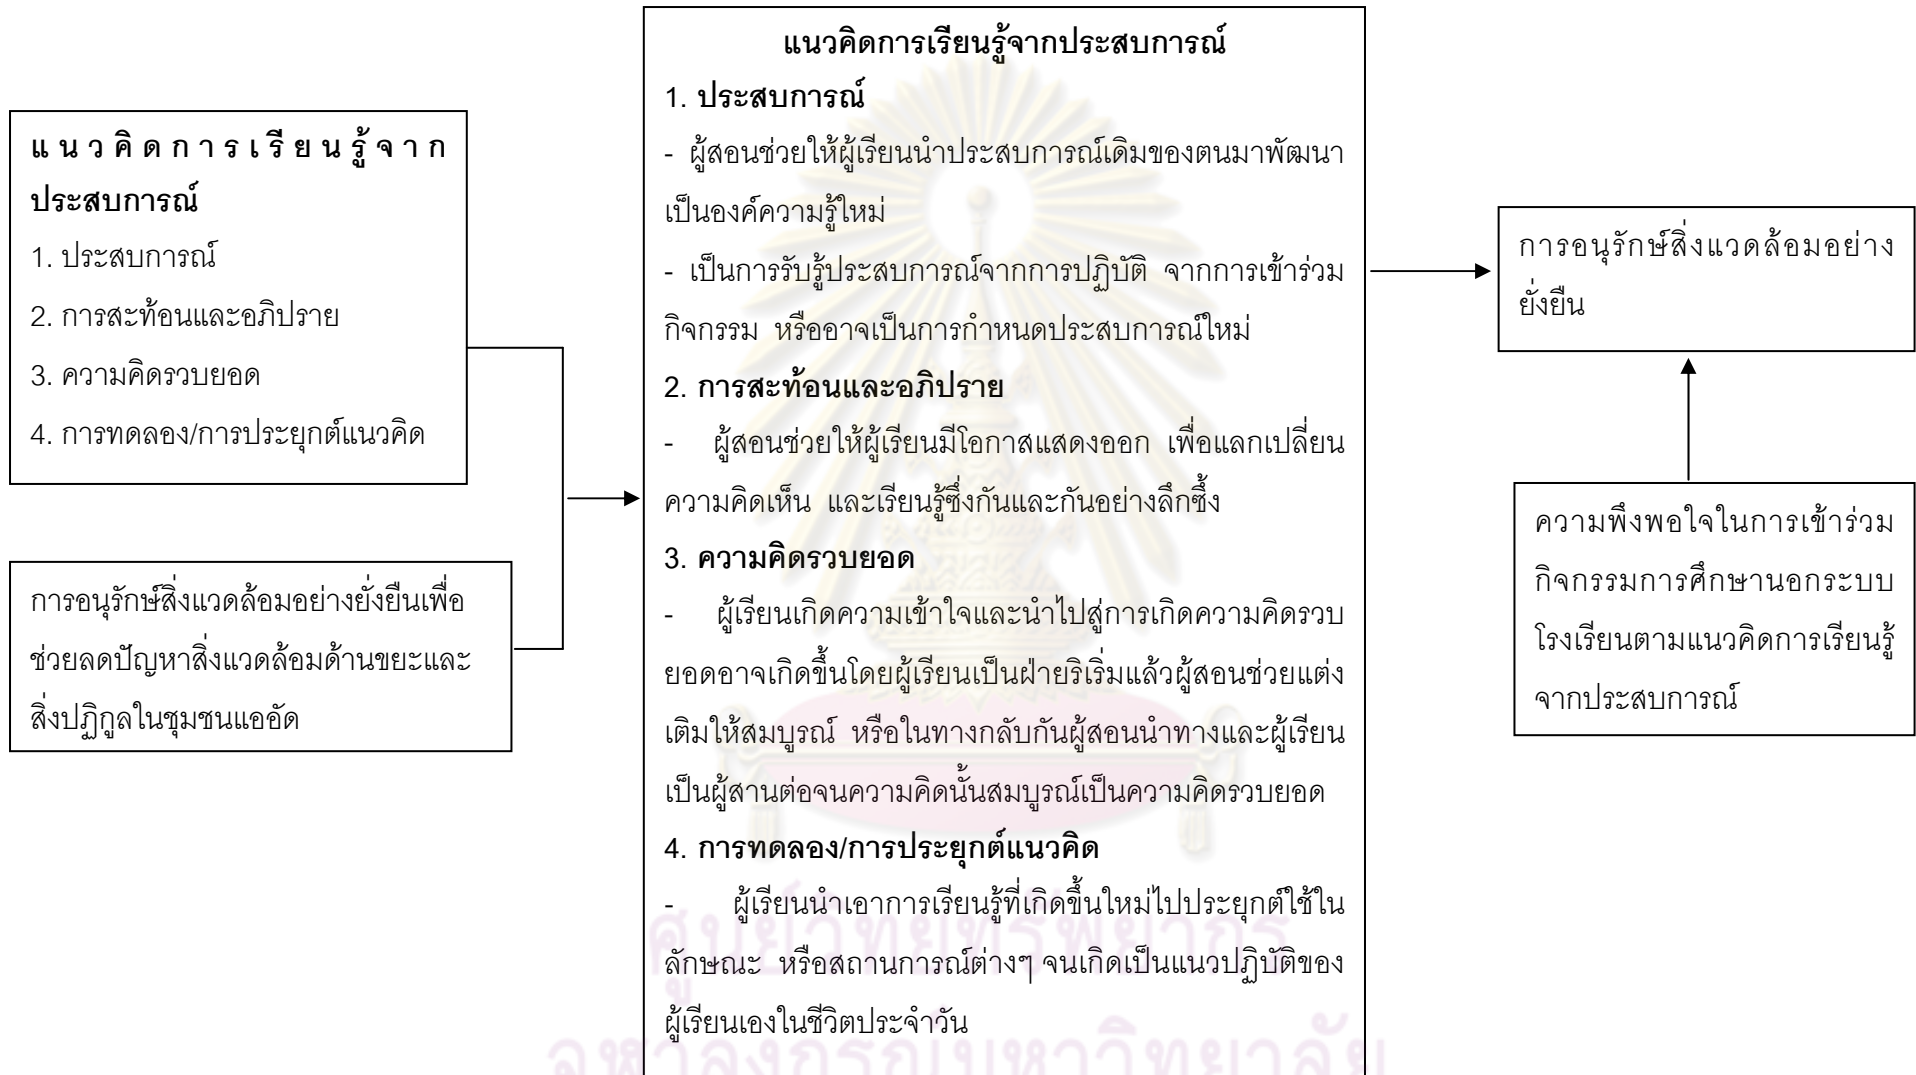 แนวคิดการเรียนรู้จาก
ประสบการณ์
1. ประสบการณ์
2. การสะท้อนและอภิปราย
3. ความคิดรวบยอด
4. การทดลอง/การประยุกต์แนวคิด
การอนุรักษ์สิ่งแวดล้อมอย่างยั่งยืนเพื่อ
ช่วยลดปัญหาสิ่งแวดล้อมด้านขยะและ
สิ่งปฏิกูลในชุมชนแออัด
แนวคิดการเรียนรู้จากประสบการณ์
1. ประสบการณ์
- ผู้สอนช่วยให้ผู้เรียนนำประสบการณ์เดิมของตนมาพัฒนา
เป็นองค์ความรู้ใหม่
- เป็นการรับรู้ประสบการณ์จากการปฏิบัติ จากการเข้าร่วม
กิจกรรม หรืออาจเป็นการกำหนดประสบการณ์ใหม่
2. การสะท้อนและอภิปราย
- ผู้สอนช่วยให้ผู้เรียนมีโอกาสแสดงออก เพื่อแลกเปลี่ยน
ความคิดเห็น และเรียนรู้ซึ่งกันและกันอย่างลึกซึ้ง
3. ความคิดรวบยอด
- ผู้เรียนเกิดความเข้าใจและนำไปสู่การเกิดความคิดรวบ
ยอดอาจเกิดขึ้นโดยผู้เรียนเป็นฝ่ายริเริ่มแล้วผู้สอนช่วยแต่ง
เติมให้สมบูรณ์ หรือในทางกลับกันผู้สอนนำทางและผู้เรียน
เป็นผู้สานต่อจนความคิดนั้นสมบูรณ์เป็นความคิดรวบยอด
4. การทดลอง/การประยุกต์แนวคิด
- ผู้เรียนนำเอาการเรียนรู้ที่เกิดขึ้นใหม่ไปประยุกต์ใช้ใน
ลักษณะ หรือสถานการณ์ต่างๆ จนเกิดเป็นแนวปฏิบัติของ
ผู้เรียนเองในชีวิตประจำวัน
การอนุรักษ์สิ่งแวดล้อมอย่าง
ยั่งยืน
ความพึงพอใจในการเข้าร่วม
กิจกรรมการศึกษานอกระบบ
โรงเรียนตามแนวคิดการเรียนรู้
จากประสบการณ์
ศูนย์วิทยทรัพยากร
จุฬาลงกรณ์มหาวิทยาลัย